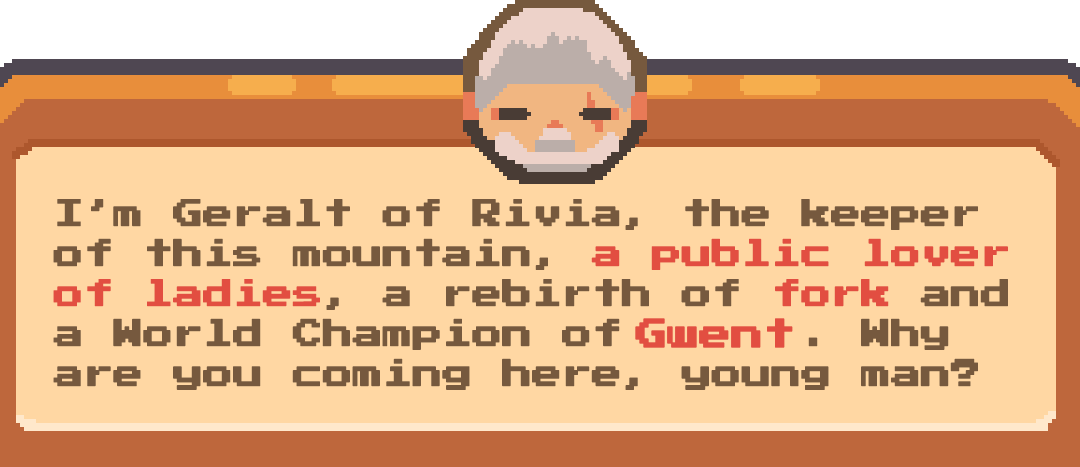 I'm Geralt of Rivia, the keeper
of this mountain, a public lover
of ladies, a rebirth of fork and
a World Champion of Gwent. Why
are you coming here, young man?